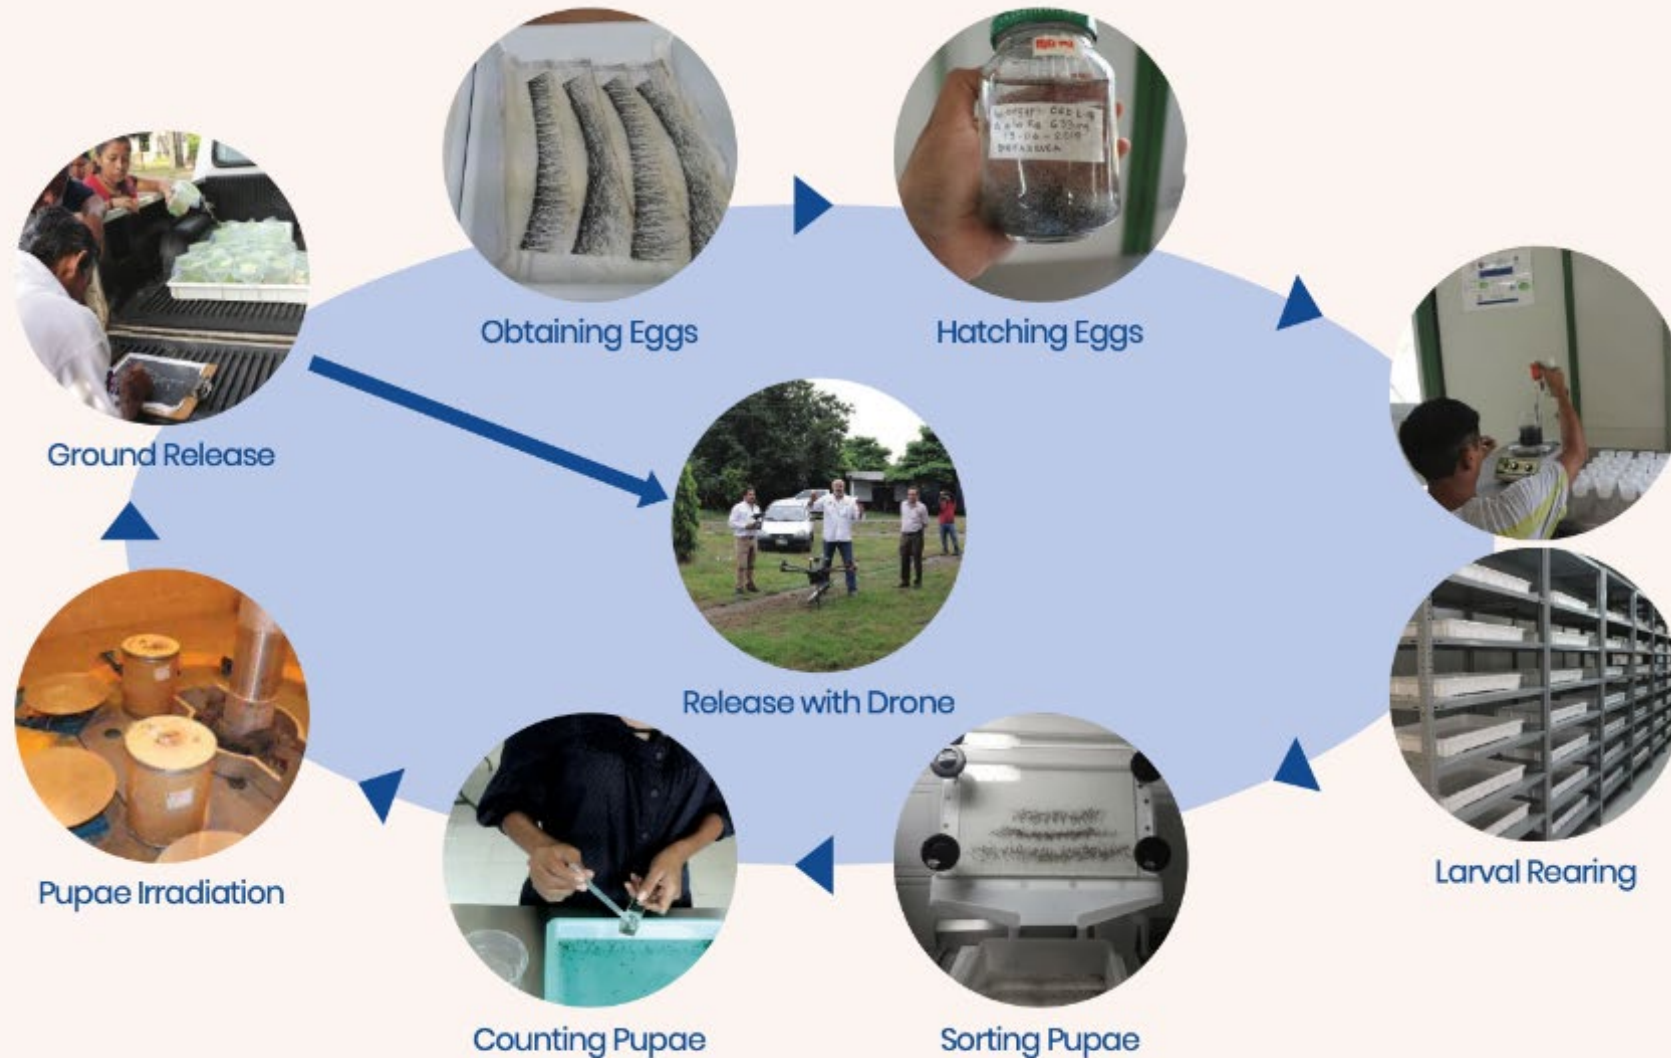 Obtaining Eggs
Hatching Eggs
Ground Release
Release with Drone
Pupae Irradiation
Larval Rearing
Counting Pupae
Sorting Pupae